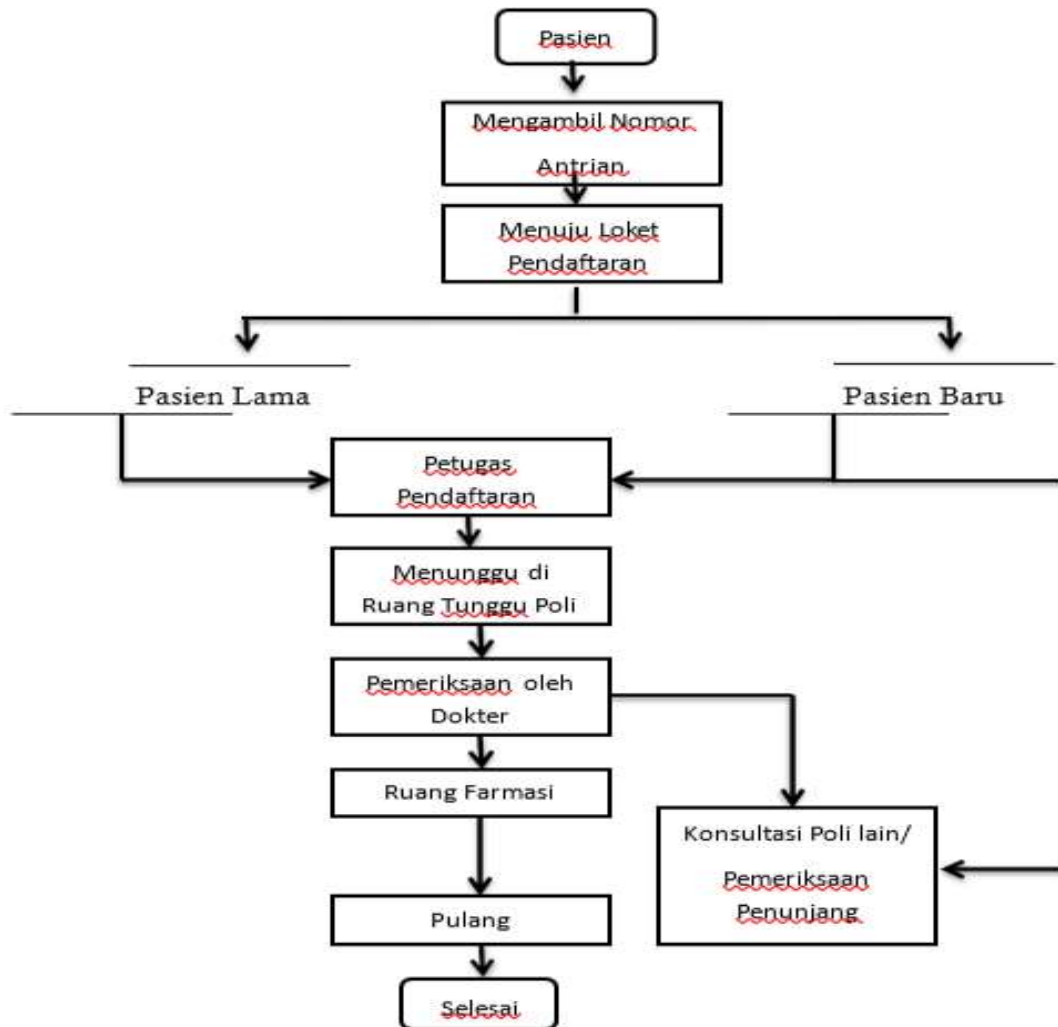 Pasien
Mengambil Nomor
Antrian
Menuju Loket
Pendaftaran
Pasien Lama
Pasien Baru
Petugas
Pendaftaran
Menunggu di
Ruang Tunggu Poli
Pemeriksaan oleh
Dokter
Ruang Farmasi
Konsultasi Poli lain/
Pemeriksaan
Penunjang
Pulang
Selesai